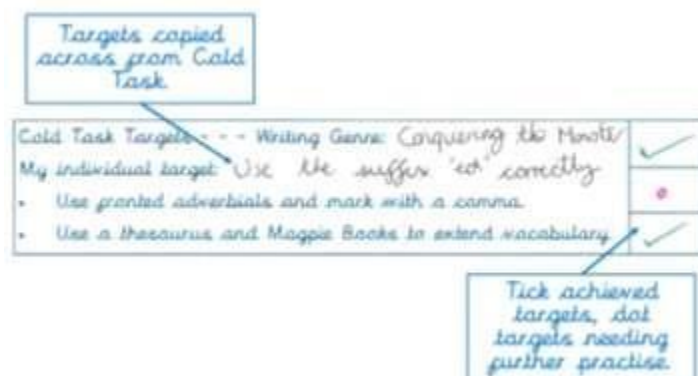 Targets copied
across from Cold
Task
Cold Task Targets - - - Writing Genre: Conquering the
My individual target: Use the suffix correctly
• Use fronted adverbials and mark with a comma.
• Use a thesaurus and Magpie Books to extend vocabulary.
Tick achieved
targets, dot
targets needing
further practise.